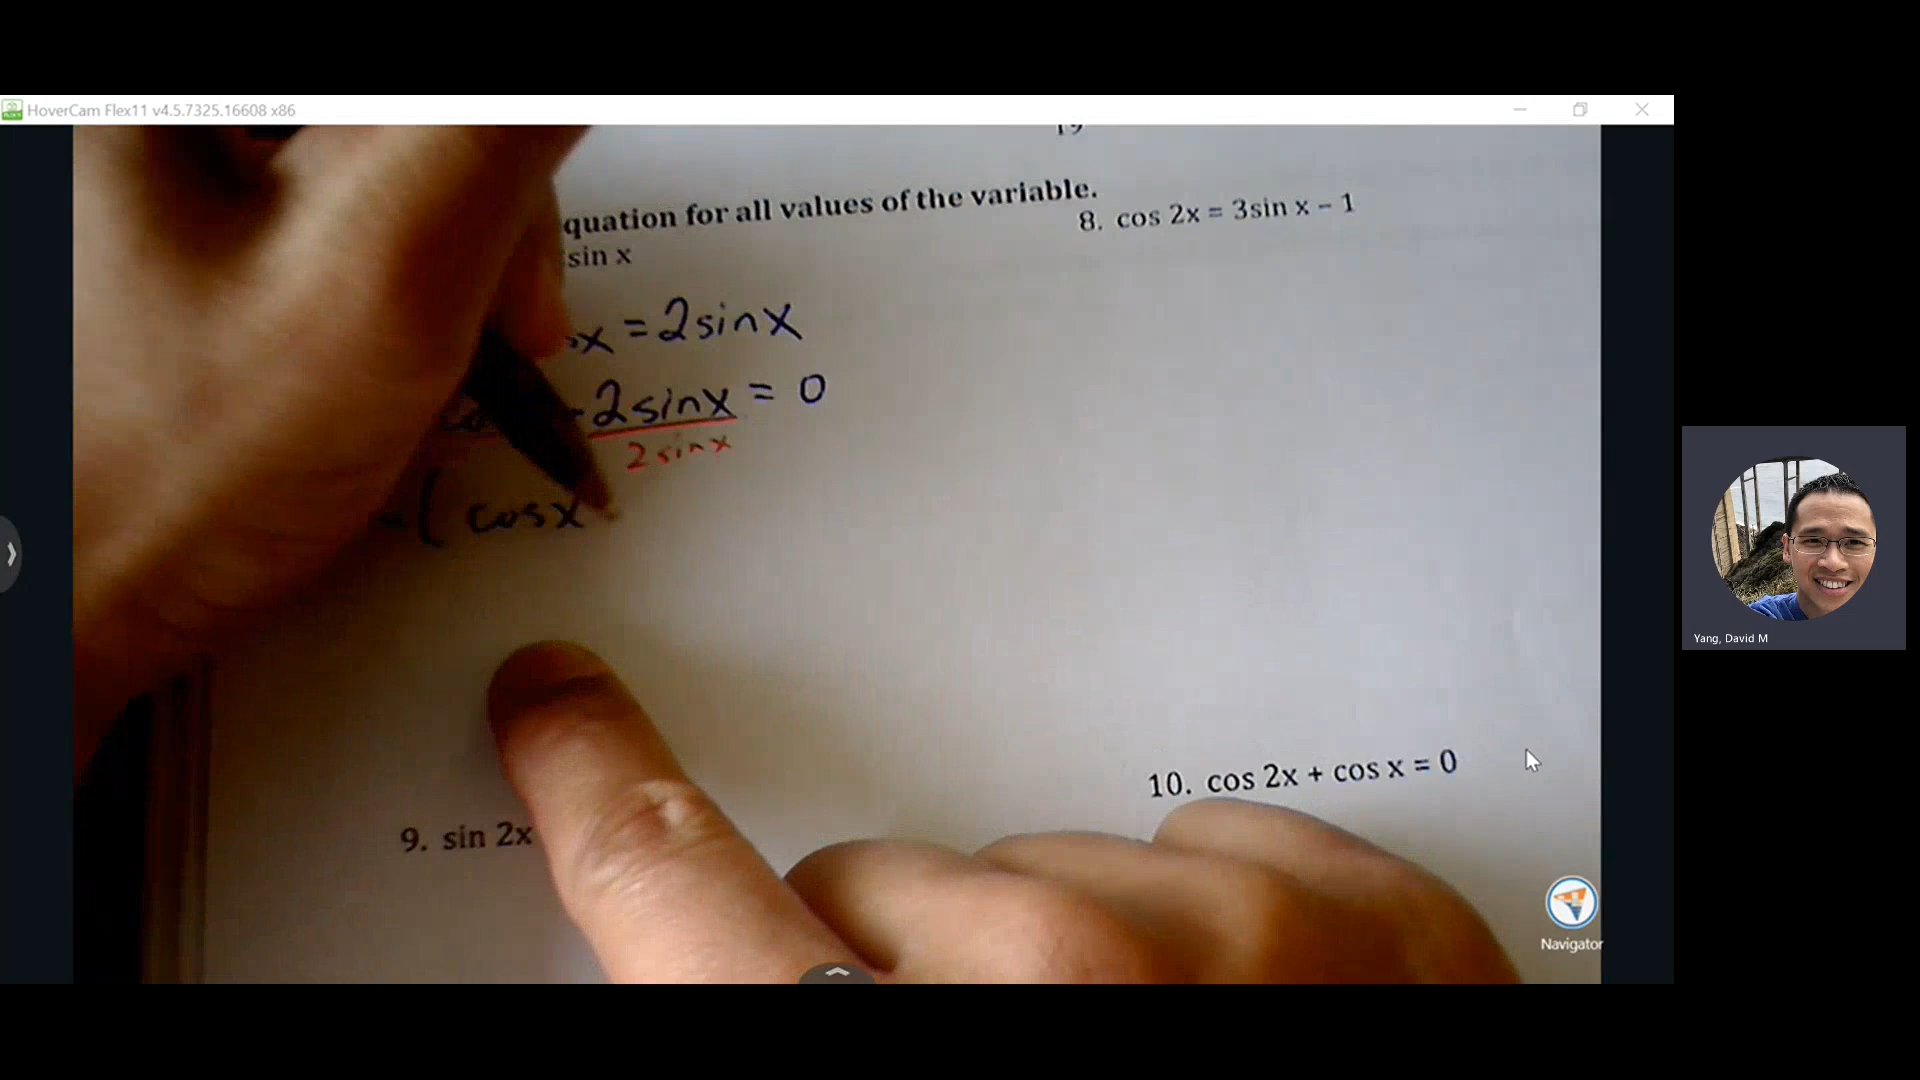 HoverCam Flex11 v4.5.7325.16608 x86
19
quation for all values of the variable.
sin x
8. cos 2x = 3sin x - 1
x = 2sinx
- 2sinx = 0
2sinx
( cosx
10. cos 2x + cos x = 0
9. sin 2x
Navigator
Yang, David M